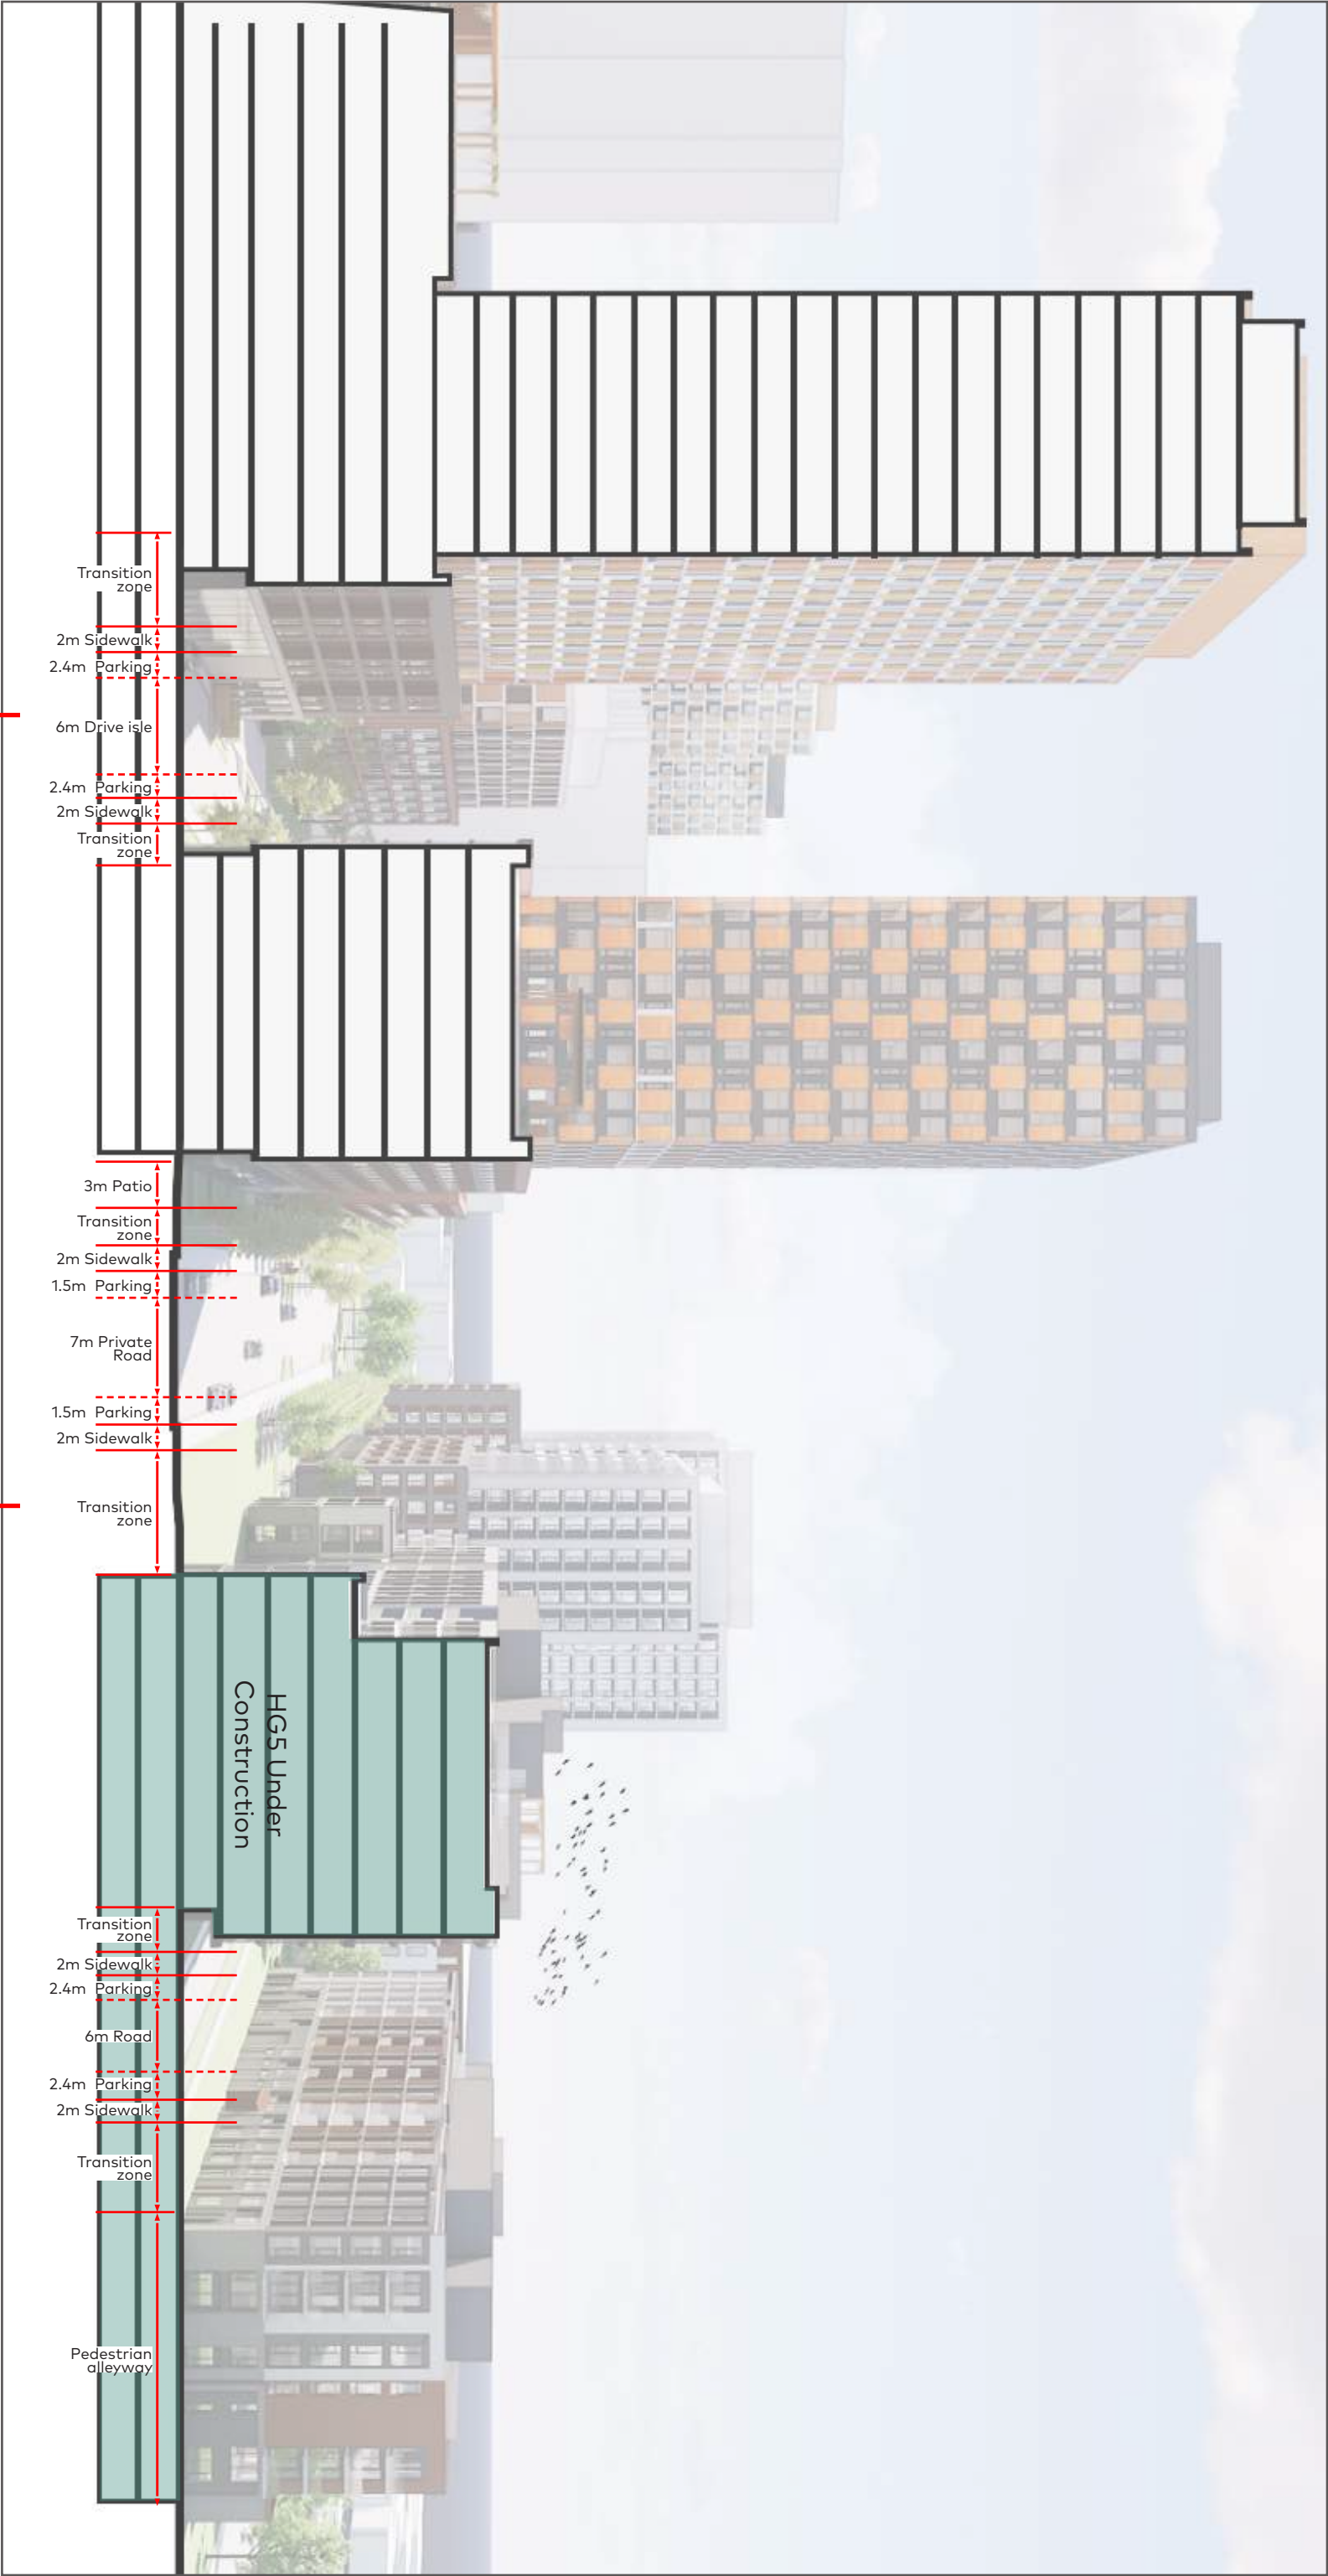 Transition
zone
2m Sidewalk
2.4m Parking
6m Drive isle
2.4m Parking
2m Sidewalk
Transition
zone
3m Patio
Transition
zone
2m Sidewalk
1.5m Parking
7m Private
Road
1.5m Parking
2m Sidewalk
Transition
zone
HG5 Under
Construction
Transition
zone
2m Sidewalk
2.4m Parking
6m Road
2.4m Parking
2m Sidewalk
Transition
zone
Pedestrian
alleyway